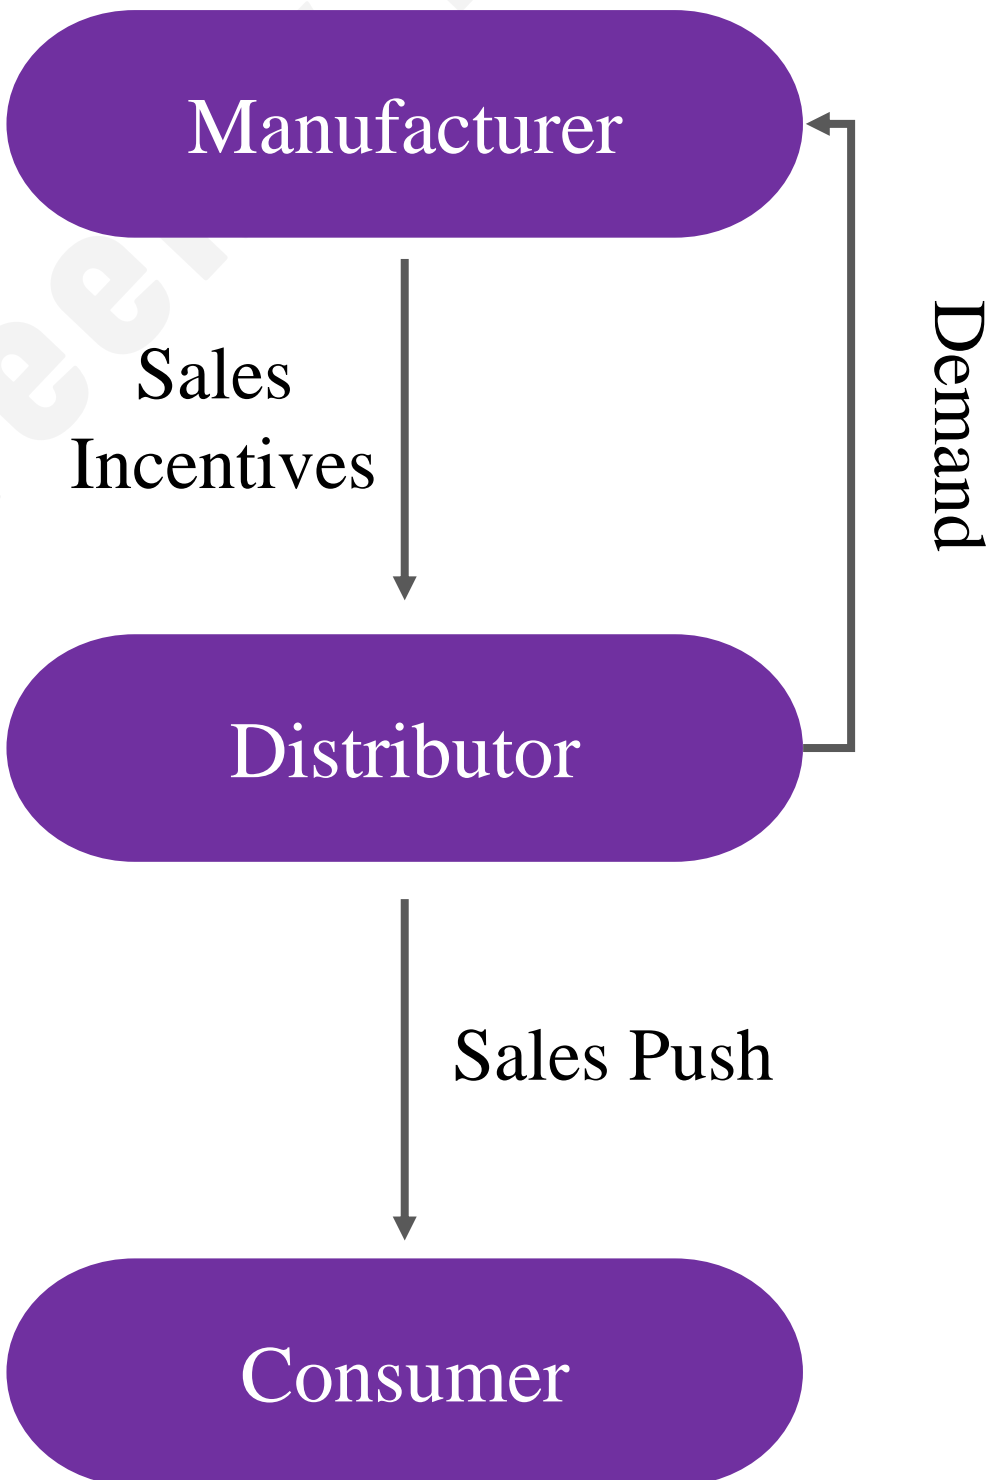 Manufacturer
Sales
Incentives
Demand
Distributor
Sales Push
Consumer